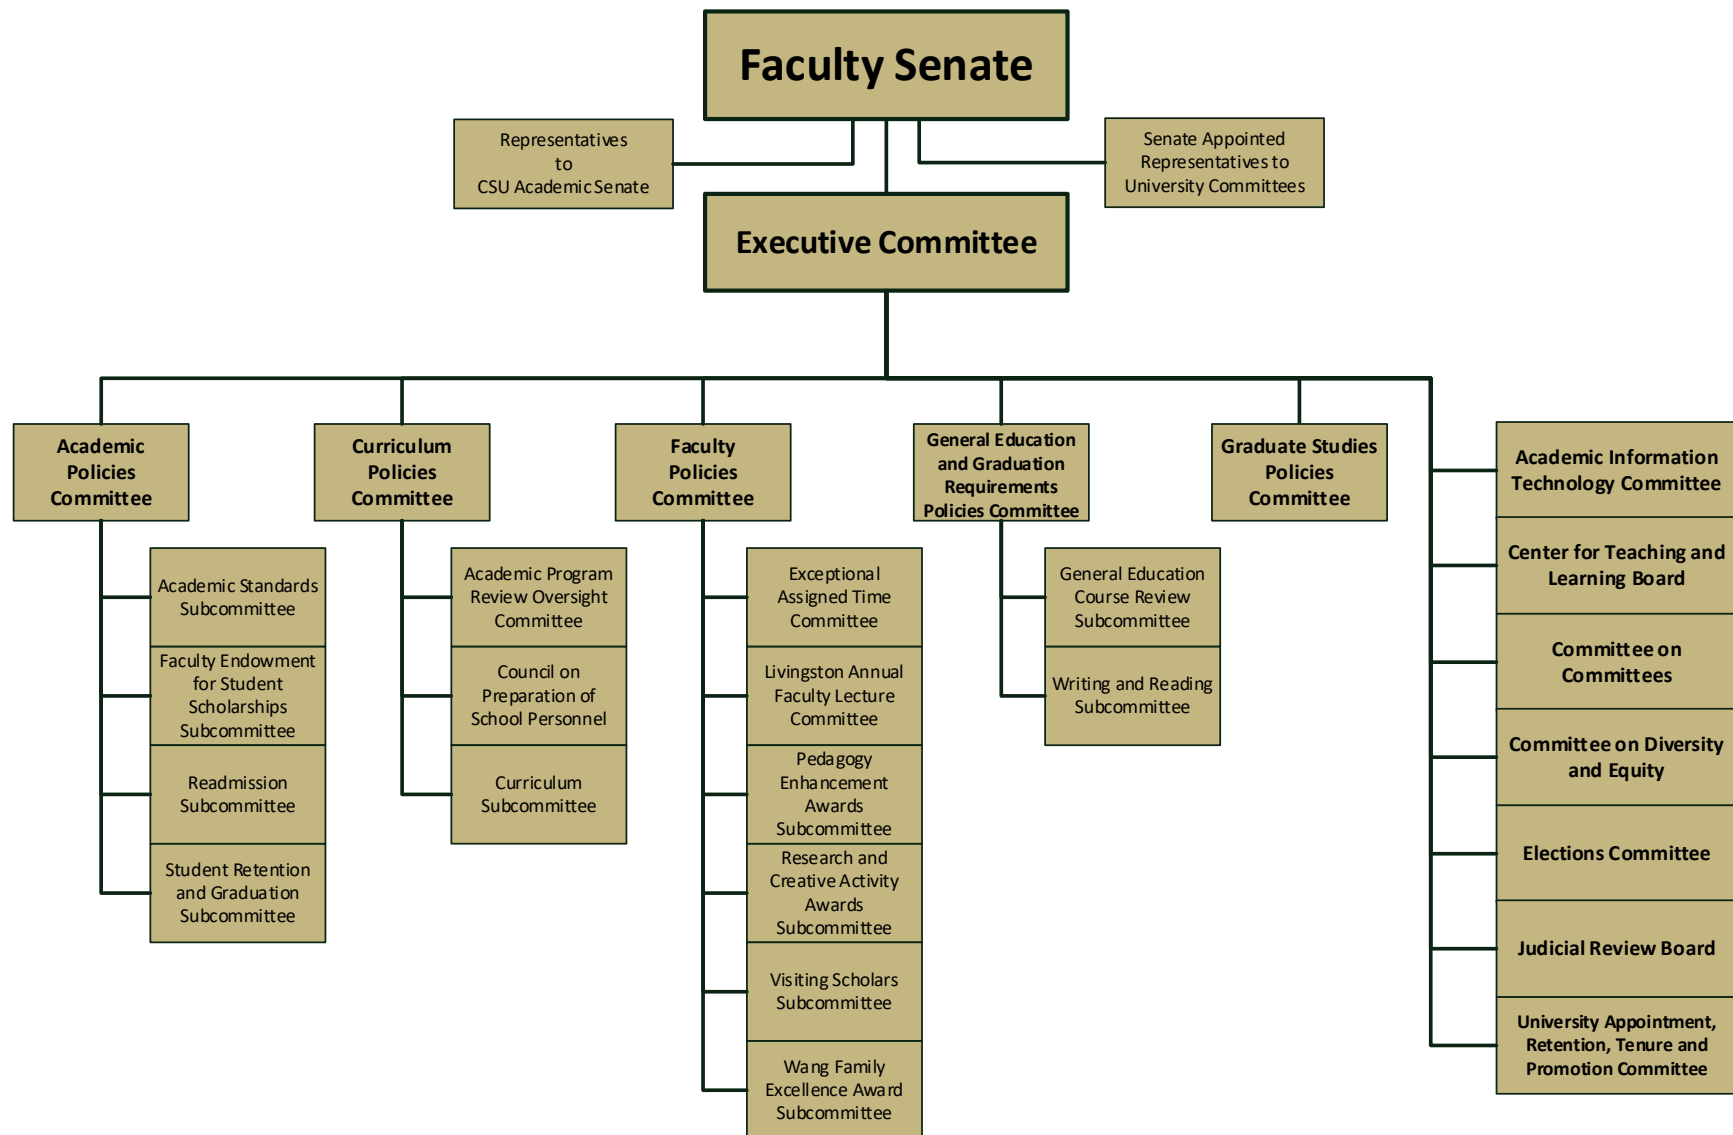 Faculty Senate
Representatives
to
CSU Academic Senate
Senate Appointed
Representatives to
University Committees
Executive Committee
Academic
Policies
Committee
Academic Standards
Subcommittee
Faculty Endowment
for Student
Scholarships
Subcommittee
Readmission
Subcommittee
Student Retention
and Graduation
Subcommittee
Curriculum
Policies
Committee
Academic Program
Review Oversight
Committee
Council on
Preparation of
School Personnel
Curriculum
Subcommittee
Faculty
Policies
Committee
Exceptional
Assigned Time
Committee
Livingston Annual
Faculty Lecture
Committee
Pedagogy
Enhancement
Awards
Subcommittee
Research and
Creative Activity
Awards
Subcommittee
Visiting Scholars
Subcommittee
Wang Family
Excellence Award
Subcommittee
General Education
and Graduation
Requirements
Policies Committee
General Education
Course Review
Subcommittee
Writing and Reading
Subcommittee
Graduate Studies
Policies
Committee
Academic Information
Technology Committee
Center for Teaching and
Learning Board
Committee on
Committees
Committee on Diversity
and Equity
Elections Committee
Judicial Review Board
University Appointment,
Retention, Tenure and
Promotion Committee